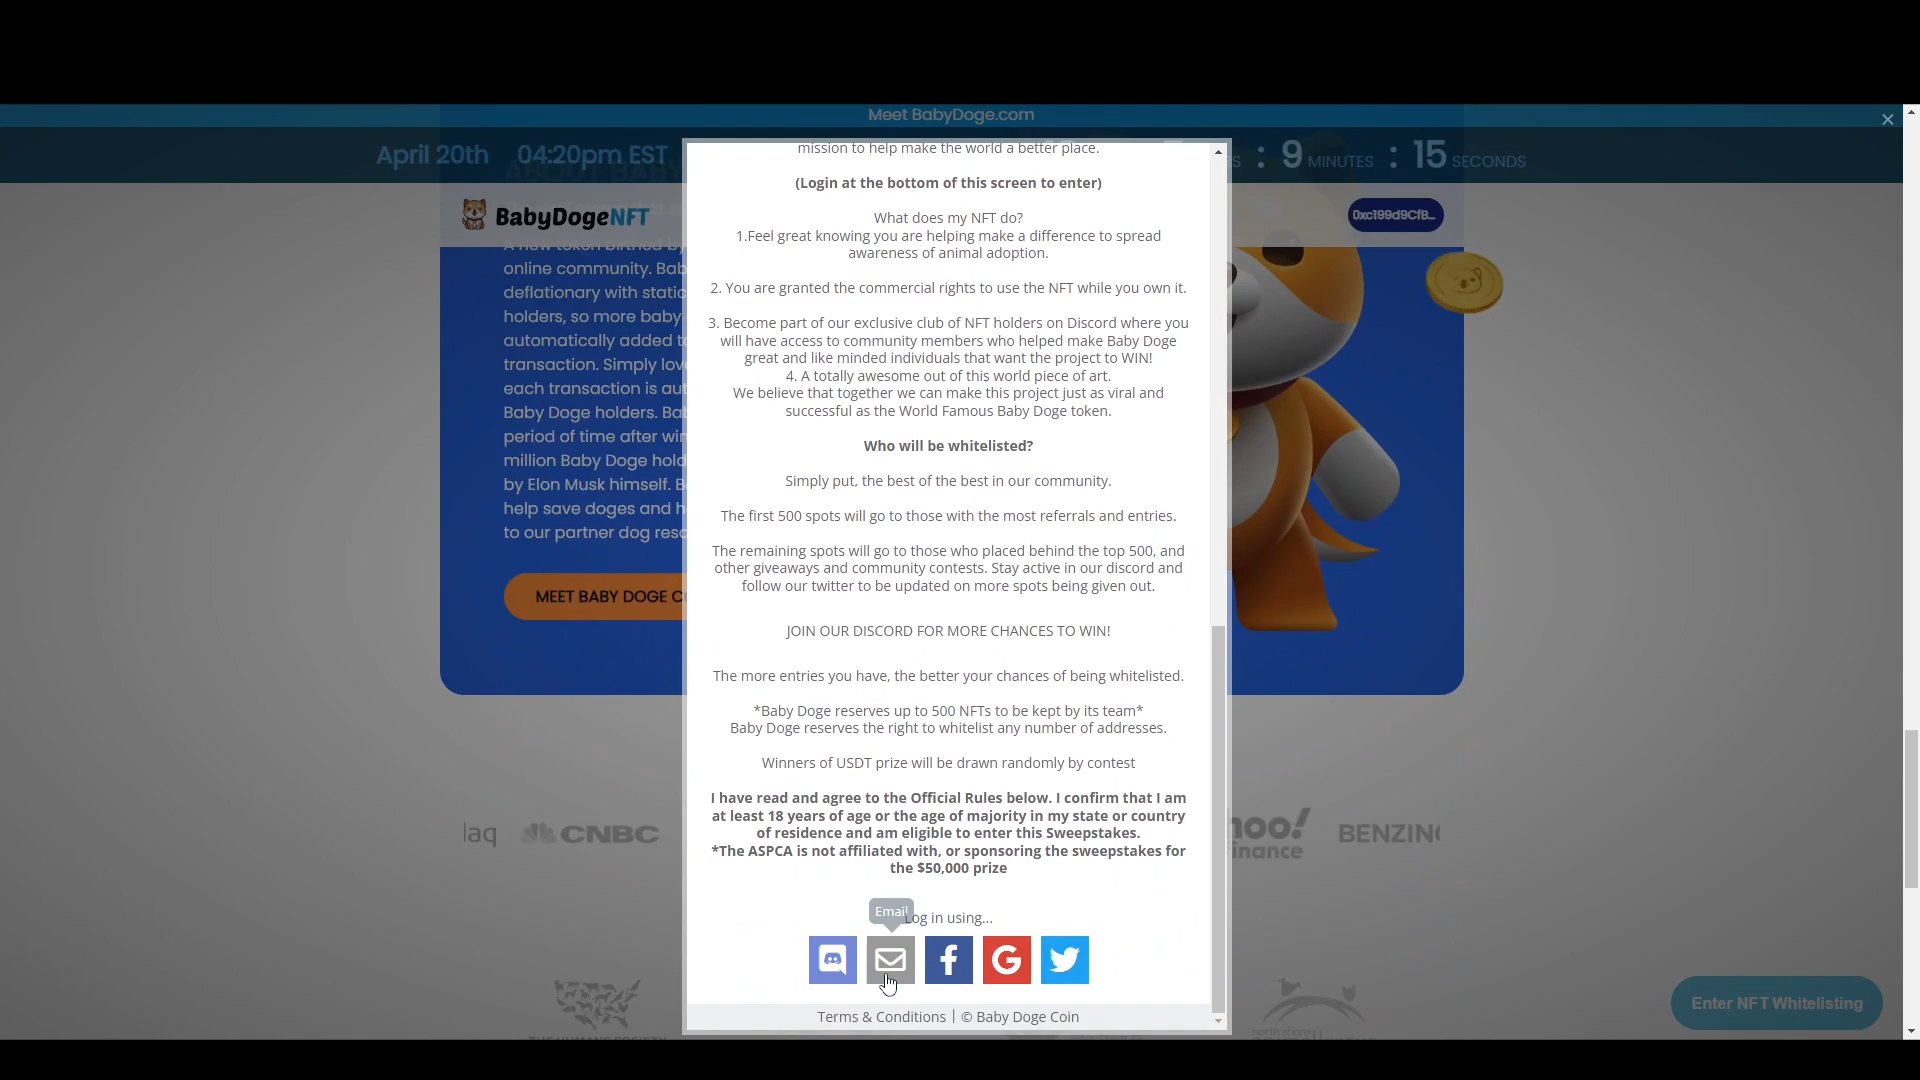 Meet BabyDoge.com
April 20th 04:20pm EST
: 9 MINUTES : 15 SECONDS
BabyDogeNFT
0xc199d9CfB...
online community.
deflationary with
holders, so more baby
automatically added
transaction. Simply
each transaction is
Baby Doge holders.
period of time after
million Baby Doge
by Elon Musk himself.
help save doges and
to our partner dog
MEET BABY DOGE
mission to help make the world a better place.
(Login at the bottom of this screen to enter)
What does my NFT do?
1.Feel great knowing you are helping make a difference to spread
awareness of animal adoption.
2. You are granted the commercial rights to use the NFT while you own it.
3. Become part of our exclusive club of NFT holders on Discord where you
will have access to community members who helped make Baby Doge
great and like minded individuals that want the project to WIN!
4. A totally awesome out of this world piece of art.
We believe that together we can make this project just as viral and
successful as the World Famous Baby Doge token.
Who will be whitelisted?
Simply put, the best of the best in our community.
The first 500 spots will go to those with the most referrals and entries.
The remaining spots will go to those who placed behind the top 500, and
other giveaways and community contests. Stay active in our discord and
follow our twitter to be updated on more spots being given out.
JOIN OUR DISCORD FOR MORE CHANCES TO WIN!
The more entries you have, the better your chances of being whitelisted.
*Baby Doge reserves up to 500 NFTs to be kept by its team*
Baby Doge reserves the right to whitelist any number of addresses.
Winners of USDT prize will be drawn randomly by contest
I have read and agree to the Official Rules below. I confirm that I am
at least 18 years of age or the age of majority in my state or country
of residence and am eligible to enter this Sweepstakes.
*The ASPCA is not affiliated with, or sponsoring the sweepstakes for
the $50,000 prize
Email
Log in using...
Terms & Conditions | © Baby Doge Coin
CNBC
Enter NFT Whitelisting